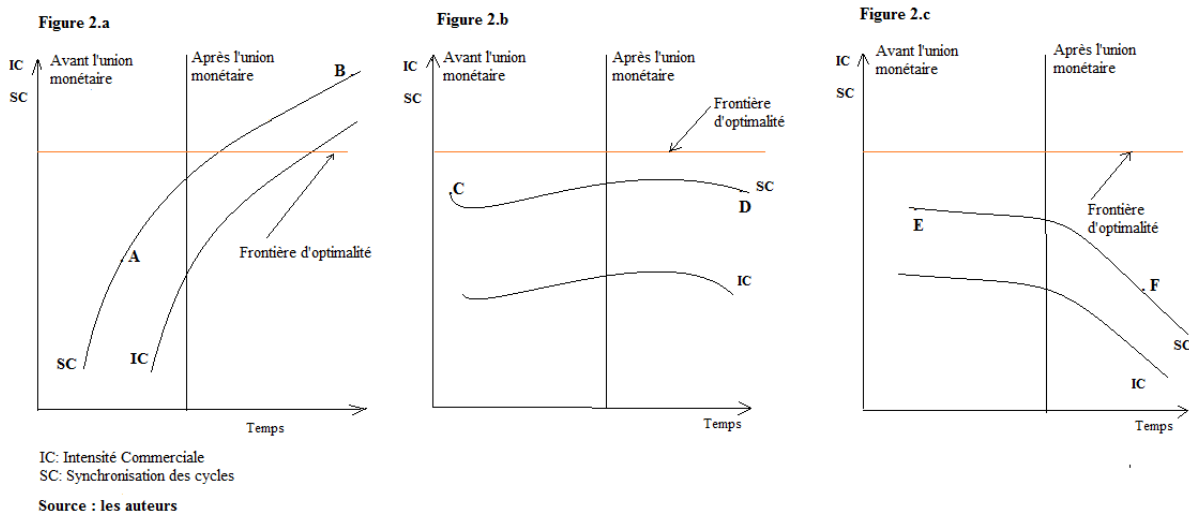 Figure 2.a
IC
SC
Avant l'union
monétaire
Après l'union
monétaire
B
A
Frontière d'optimalité
SC
IC
Temps
Figure 2.b
IC
SC
Avant l'union
monétaire
Après l'union
monétaire
Frontière
d'optimalité
C
SC
D
IC
Temps
Figure 2.c
IC
SC
Avant l'union
monétaire
Après l'union
monétaire
E
Frontière
d'optimalité
F
SC
IC
Temps
IC: Intensité Commerciale
SC: Synchronisation des cycles
Source : les auteurs